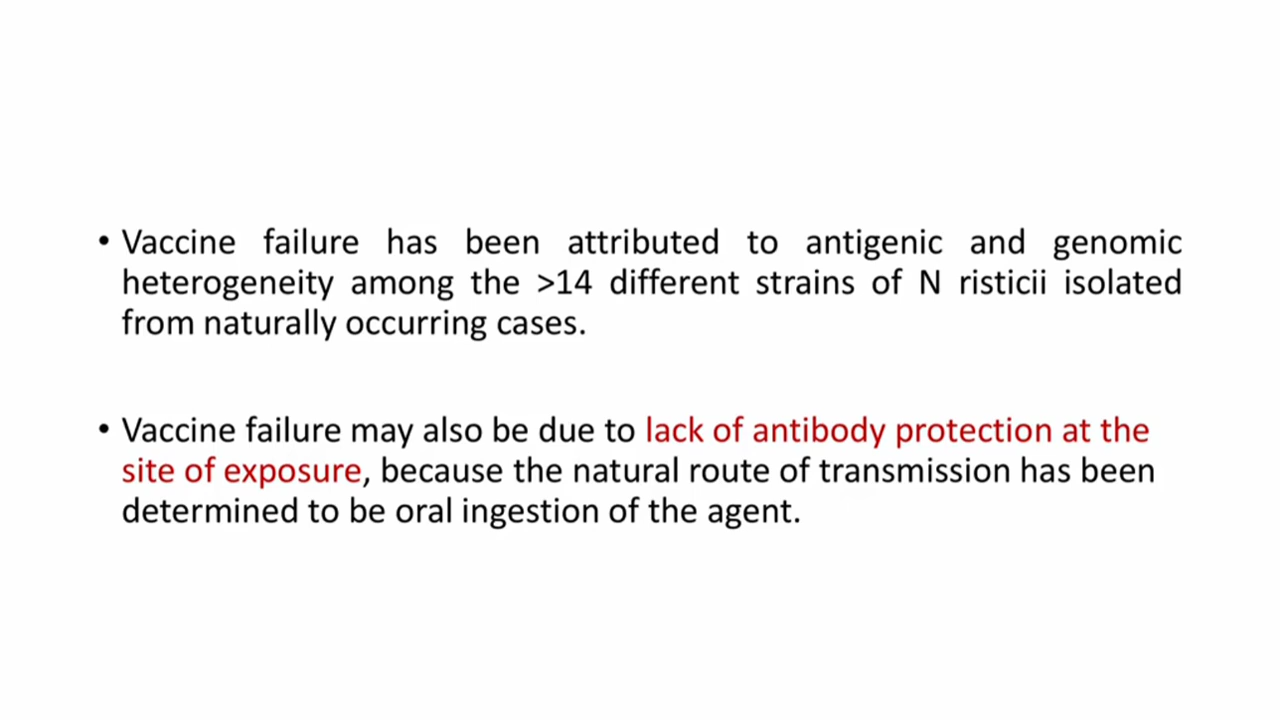 • Vaccine failure has been attributed to antigenic and genomic
heterogeneity among the >14 different strains of N risticii isolated
from naturally occurring cases.
• Vaccine failure may also be due to lack of antibody protection at the
site of exposure, because the natural route of transmission has been
determined to be oral ingestion of the agent.